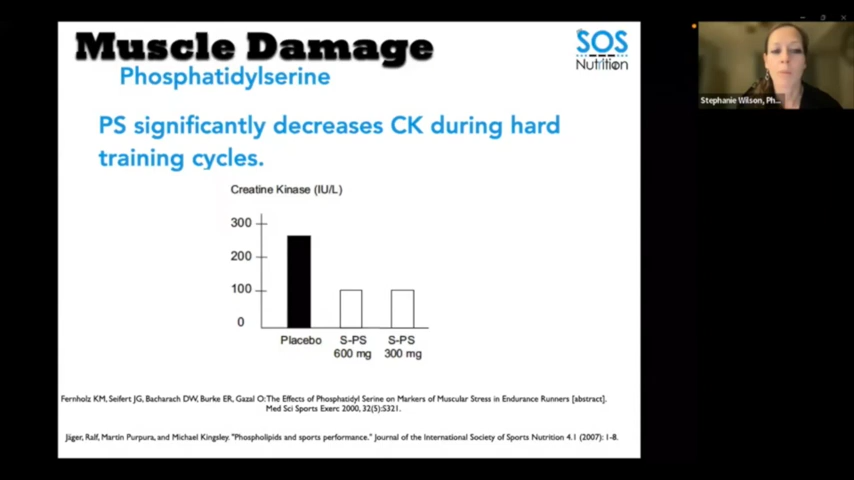 Muscle Damage
Phosphatidylserine
SOS
Nutrition
PS significantly decreases CK during hard
training cycles.
Creatine Kinase (IU/L)
300
200
100
0
Placebo
S-PS
600 mg
S-PS
300 mg
Fernholz KM, Seifert JG, Bacharach DW, Burke ER, Gazal O: The Effects of Phosphatidyl Serine on Markers of Muscular Stress in Endurance Runners [abstract].
Med Sci Sports Exerc 2000, 32(5):S321.
Jäger, Ralf, Martin Purpura, and Michael Kingsley. "Phospholipids and sports performance." Journal of the International Society of Sports Nutrition 4.1 (2007): 1-8.
Stephanie Wilson, Ph...